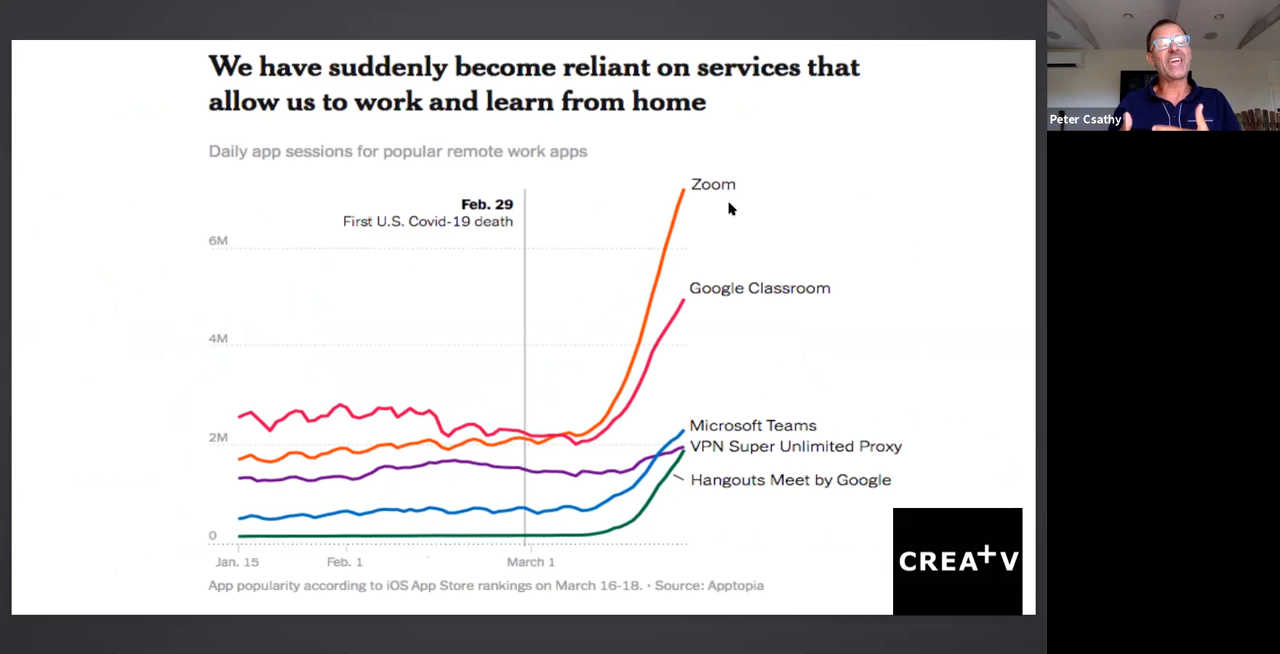 We have suddenly become reliant on services that
allow us to work and learn from home
Daily app sessions for popular remote work apps
Feb. 29
First U.S. Covid-19 death
6M
4M
2M
0
Zoom
Google Classroom
Microsoft Teams
VPN Super Unlimited Proxy
Hangouts Meet by Google
Jan. 15
Feb. 1
March 1
App popularity according to iOS App Store rankings on March 16-18. • Source: Apptopia
CREA+V
Peter Csathy